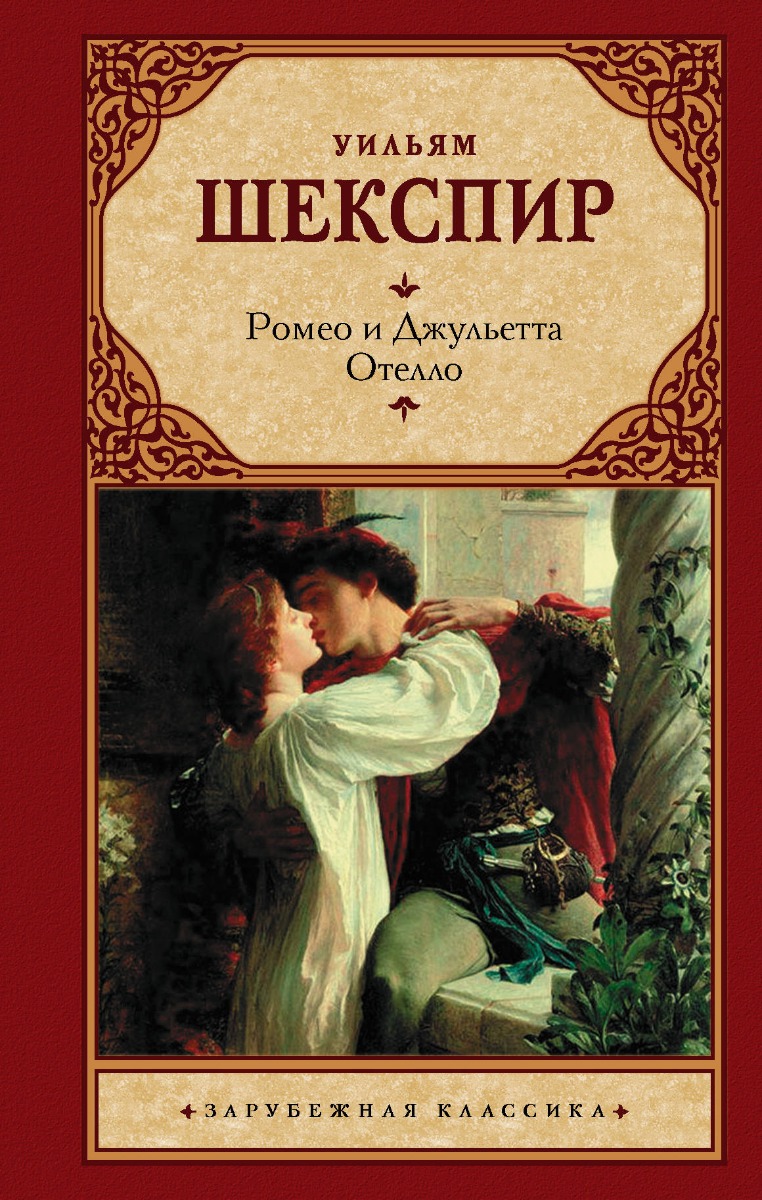 УИЛЬЯМ
ШЕКСПИР
Ромео и Джульетта
Отелло
ЗАРУБЕЖНАЯ КЛАССИКА